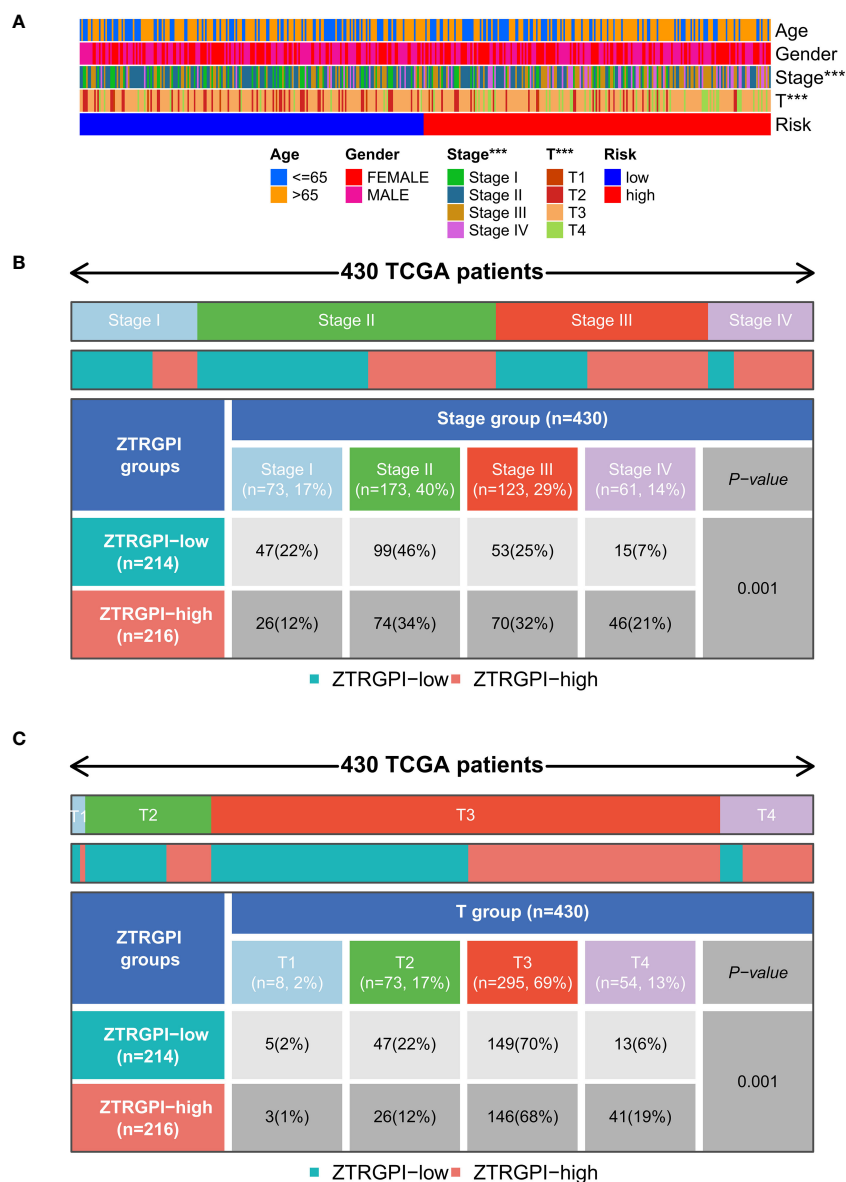 A
Age
Gender
Stage***
T***
Risk
Age
<=65
>65
Gender
FEMALE
MALE
Stage***
Stage I
Stage II
Stage III
Stage IV
T***
T1
T2
T3
T4
Risk
low
high
B
430 TCGA patients
Stage I Stage II Stage III Stage IV
ZTRGPI
groups
Stage group (n=430)
Stage I
(n=73, 17%)
Stage II
(n=173, 40%)
Stage III
(n=123, 29%)
Stage IV
(n=61, 14%)
P−value
ZTRGPI−low
(n=214)
47(22%) 99(46%) 53(25%) 15(7%)
0.001
ZTRGPI−high
(n=216)
26(12%) 74(34%) 70(32%) 46(21%)
ZTRGPI−low ZTRGPI−high
C
430 TCGA patients
T1 T2 T3 T4
ZTRGPI
groups
T group (n=430)
T1
(n=8, 2%)
T2
(n=73, 17%)
T3
(n=295, 69%)
T4
(n=54, 13%)
P−value
ZTRGPI−low
(n=214)
5(2%) 47(22%) 149(70%) 13(6%)
0.001
ZTRGPI−high
(n=216)
3(1%) 26(12%) 146(68%) 41(19%)
ZTRGPI−low ZTRGPI−high